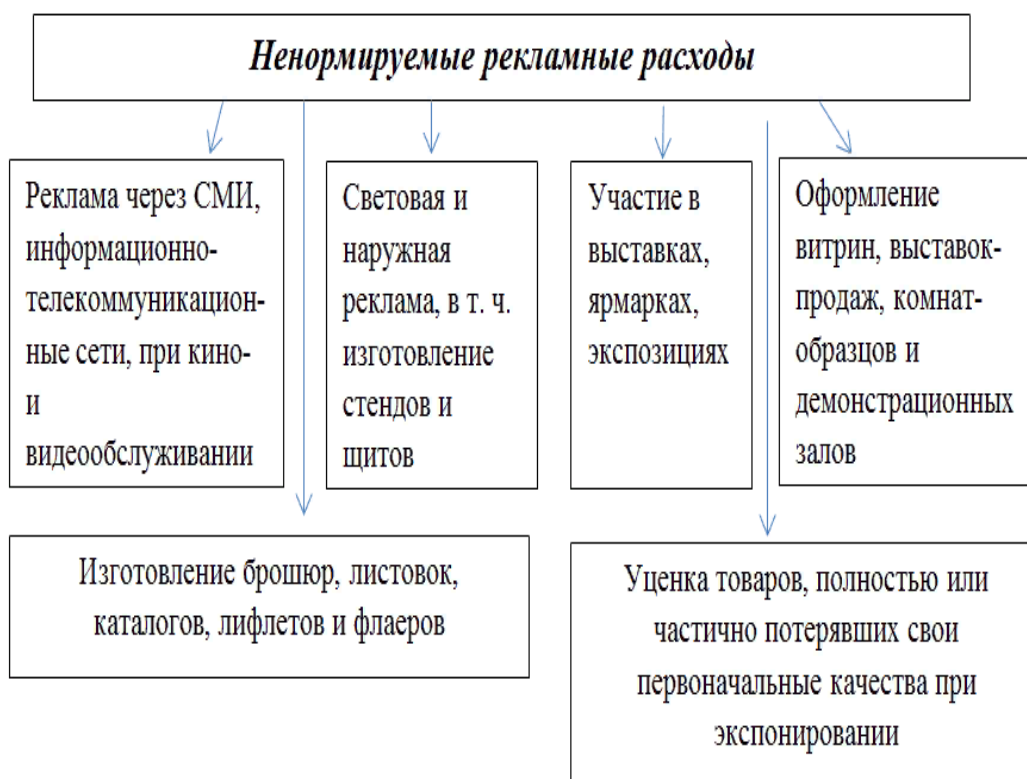 Ненормируемые рекламные расходы
Реклама через СМИ,
информационно-
телекоммуникацион-
ные сети, при кино-
и
видеообслуживании
Световая и
наружная
реклама, в т. ч.
изготовление
стендов и
щитов
Участие в
выставках,
ярмарках,
экспозициях
Оформление
витрин, выставок-
продаж, комнат-
образцов и
демонстрационных
залов
Изготовление брошюр, листовок,
каталогов, лифлетов и флаеров
Уценка товаров, полностью или
частично потерявших свои
первоначальные качества при
экспонировании